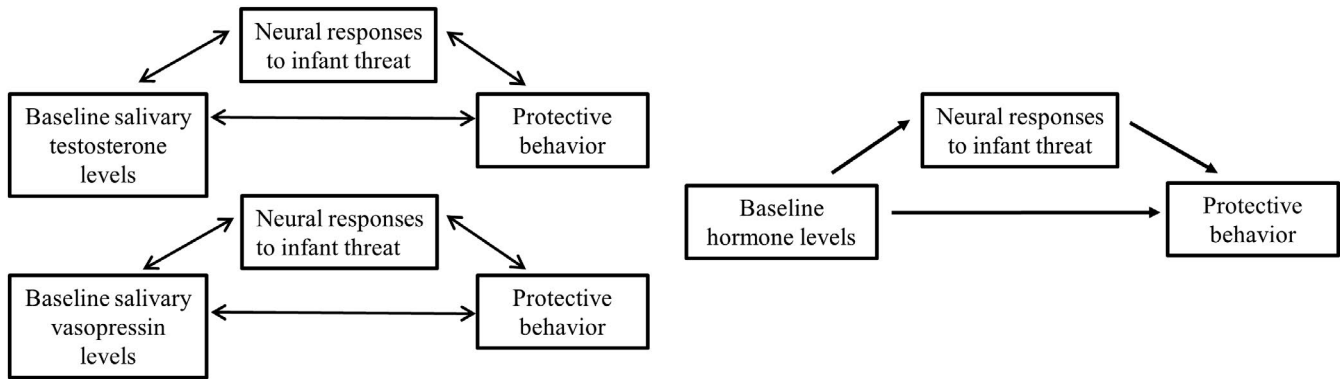 Neural responses
to infant threat
Baseline salivary
testosterone
levels
Protective
behavior
Neural responses
to infant threat
Baseline salivary
vasopressin
levels
Protective
behavior
Neural responses
to infant threat
Baseline
hormone levels
Protective
behavior